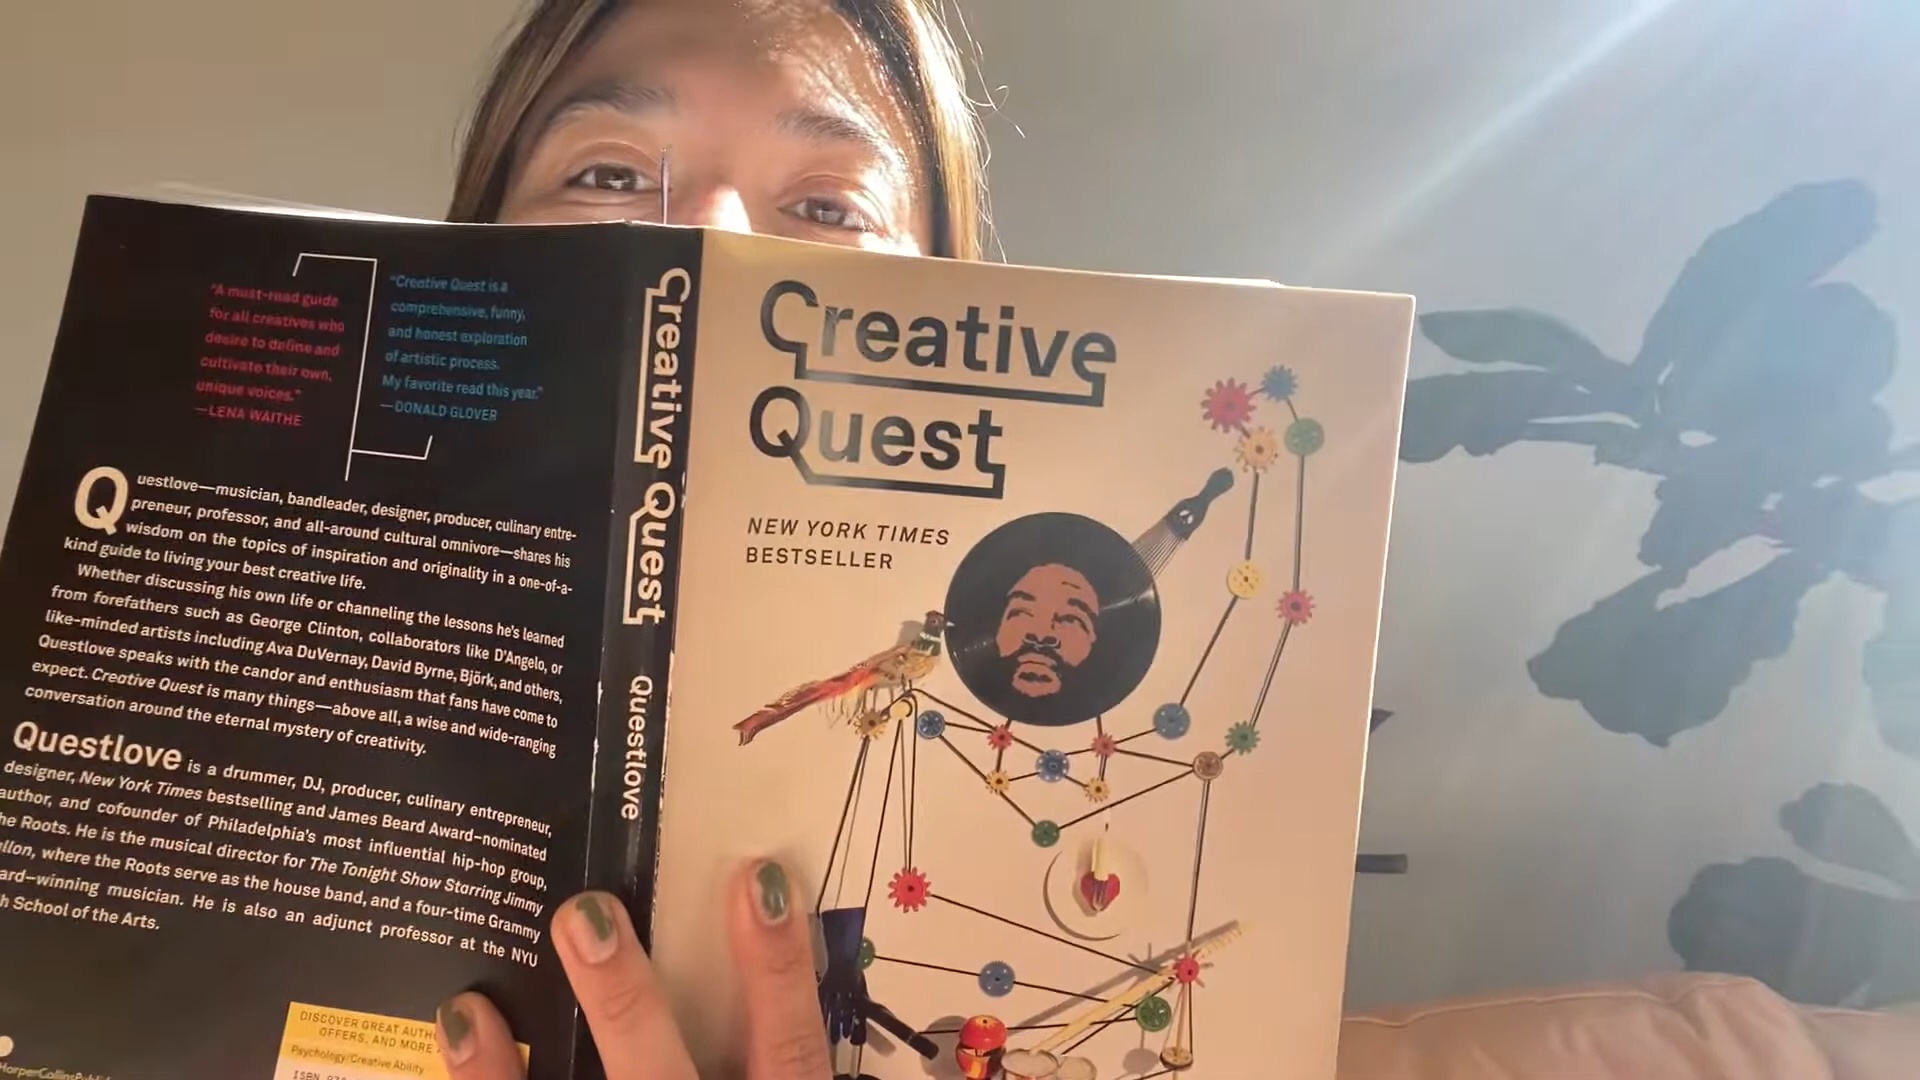 "A must-read guide
for all creatives who
desire to define and
cultivate their own,
unique voices."
—LENA WAITHE
"Creative Quest is a
comprehensive, funny,
and honest exploration
of artistic process.
My favorite read this year."
—DONALD GLOVER
Questlove—musician, bandleader, designer, producer, culinary entre-
preneur, professor, and all-around cultural omnivore—shares his
wisdom on the topics of inspiration and originality in a one-of-a-
kind guide to living your best creative life.
Whether discussing his own life or channeling the lessons he's learned
from forefathers such as George Clinton, collaborators like D'Angelo, or
like-minded artists including Ava DuVernay, David Byrne, Björk, and others,
Questlove speaks with the candor and enthusiasm that fans have come to
expect. Creative Quest is many things—above all, a wise and wide-ranging
conversation around the eternal mystery of creativity.
Questlove is a drummer, DJ, producer, culinary entrepreneur,
designer, New York Times bestselling and James Beard Award–nominated
author, and cofounder of Philadelphia's most influential hip-hop group,
he Roots. He is the musical director for The Tonight Show Starring Jimmy
llon, where the Roots serve as the house band, and a four-time Grammy
ard–winning musician. He is also an adjunct professor at the NYU
h School of the Arts.
DISCOVER GREAT AUTH
OFFERS, AND MORE A
Psychology/Creative Ability
ISBN 978
HarperCollinsPubli
Creative Quest
Questlove
Creative
Quest
NEW YORK TIMES
BESTSELLER